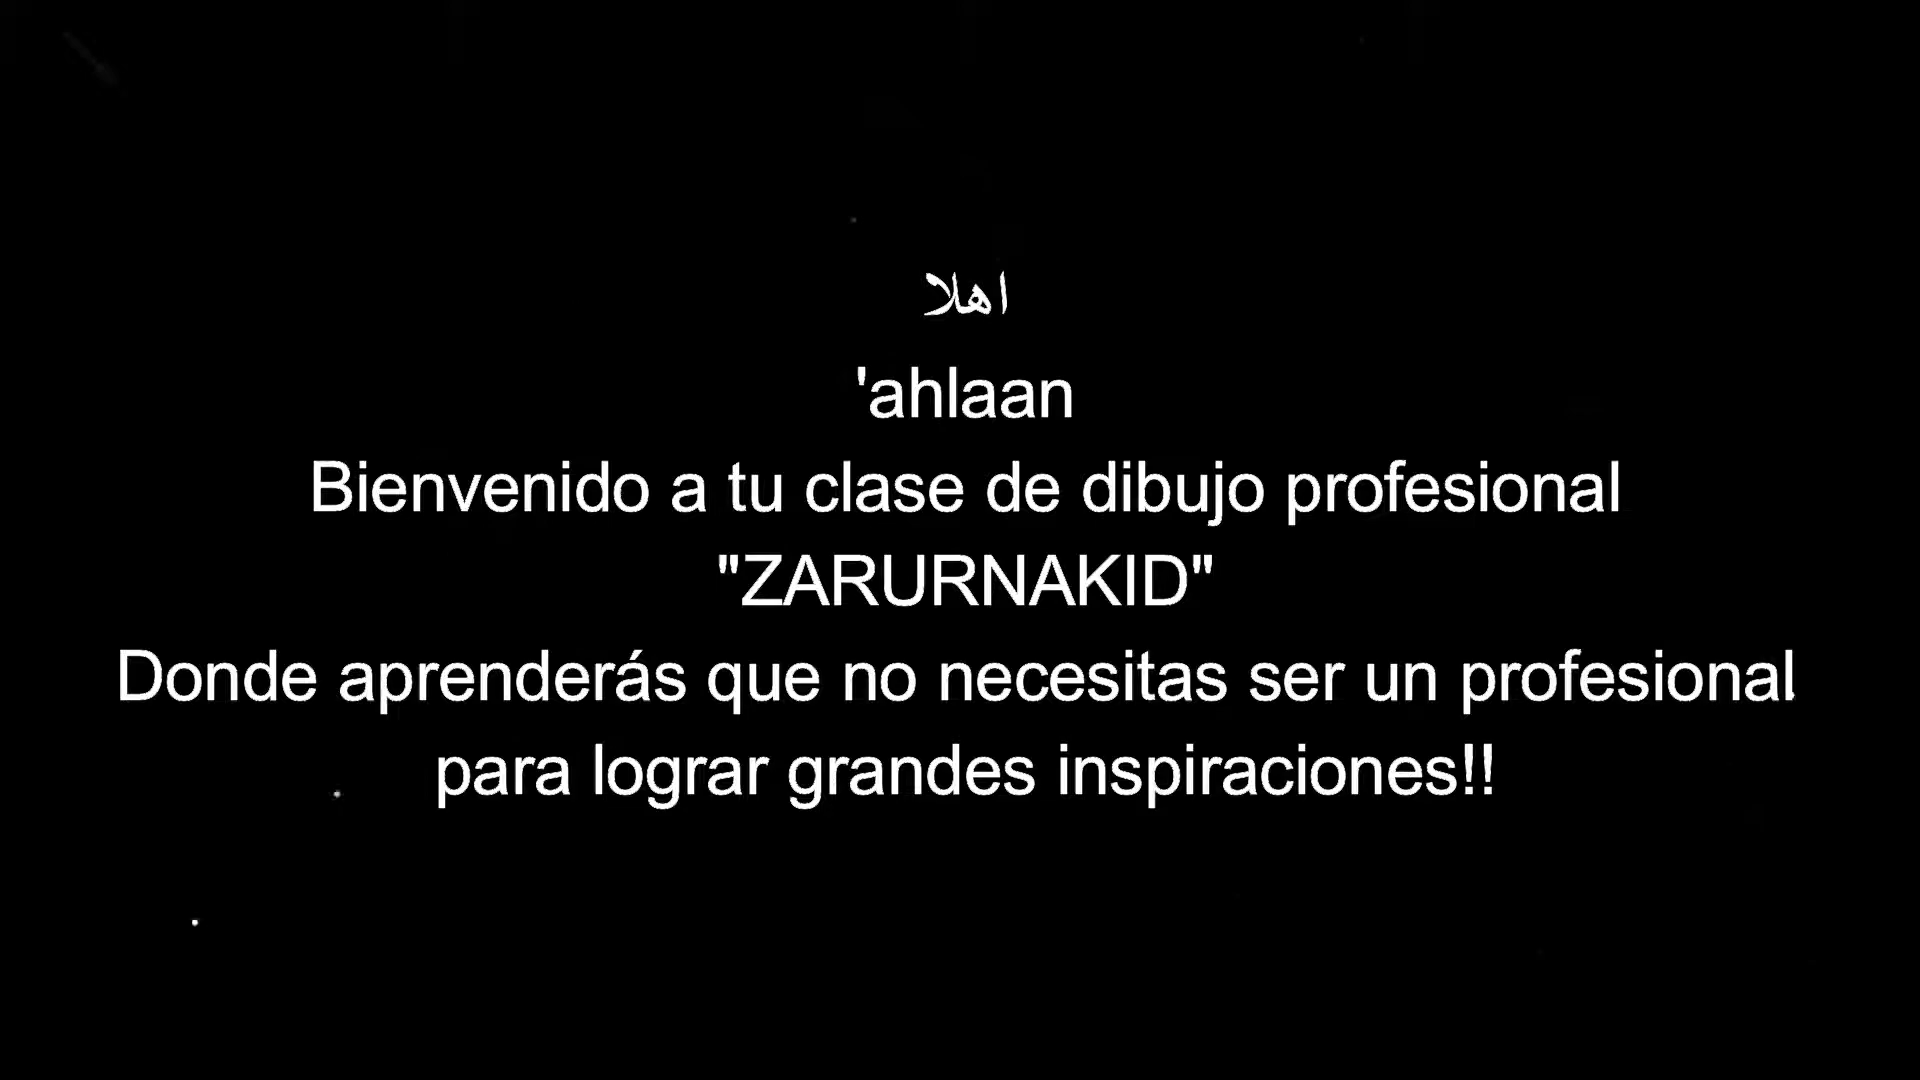 اهلا
'ahlaan
Bienvenido a tu clase de dibujo profesional
"ZARURNAKID"
Donde aprenderás que no necesitas ser un profesional
para lograr grandes inspiraciones!!